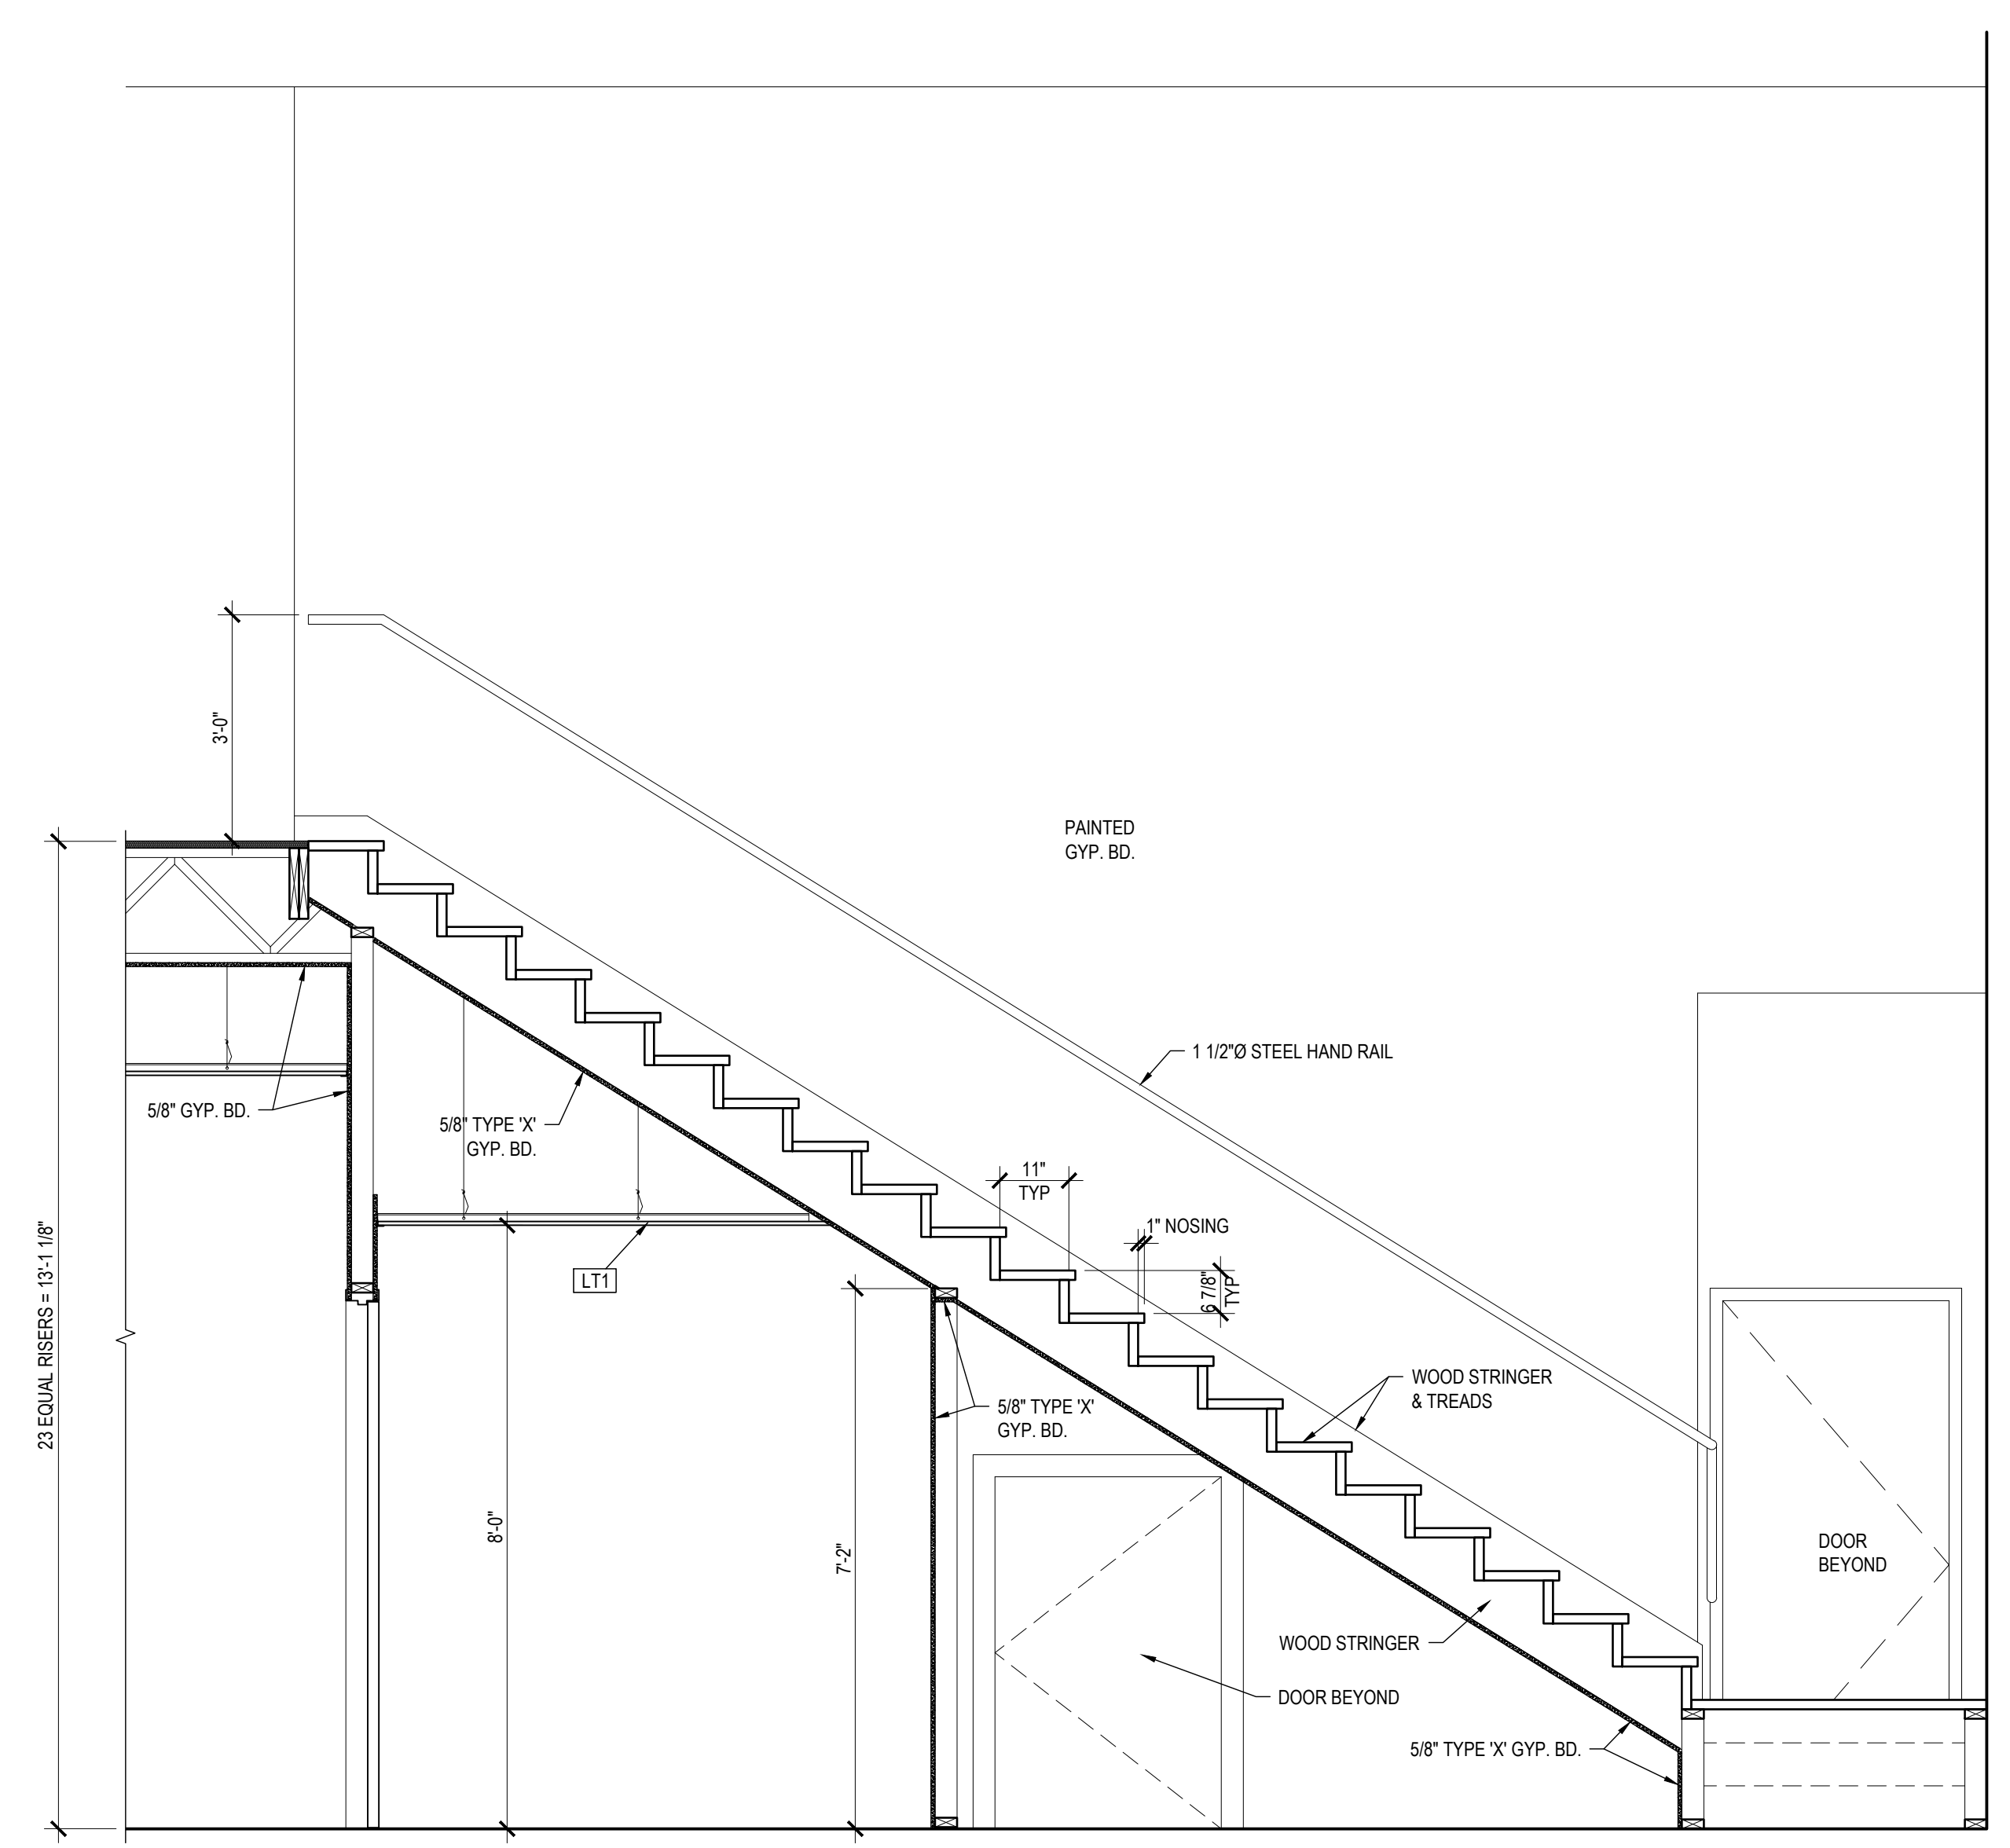 3'-0"
PAINTED
GYP. BD.
1 1/2"Ø STEEL HAND RAIL
5/8" GYP. BD.
5/8" TYPE 'X'
GYP. BD.
11"
TYP
1" NOSING
6 7/8"
TYP
LT1
23 EQUAL RISERS = 13'-1 1/8"
WOOD STRINGER
& TREADS
5/8" TYPE 'X'
GYP. BD.
8'-0"
7'-2"
DOOR
BEYOND
WOOD STRINGER
DOOR BEYOND
5/8" TYPE 'X' GYP. BD.